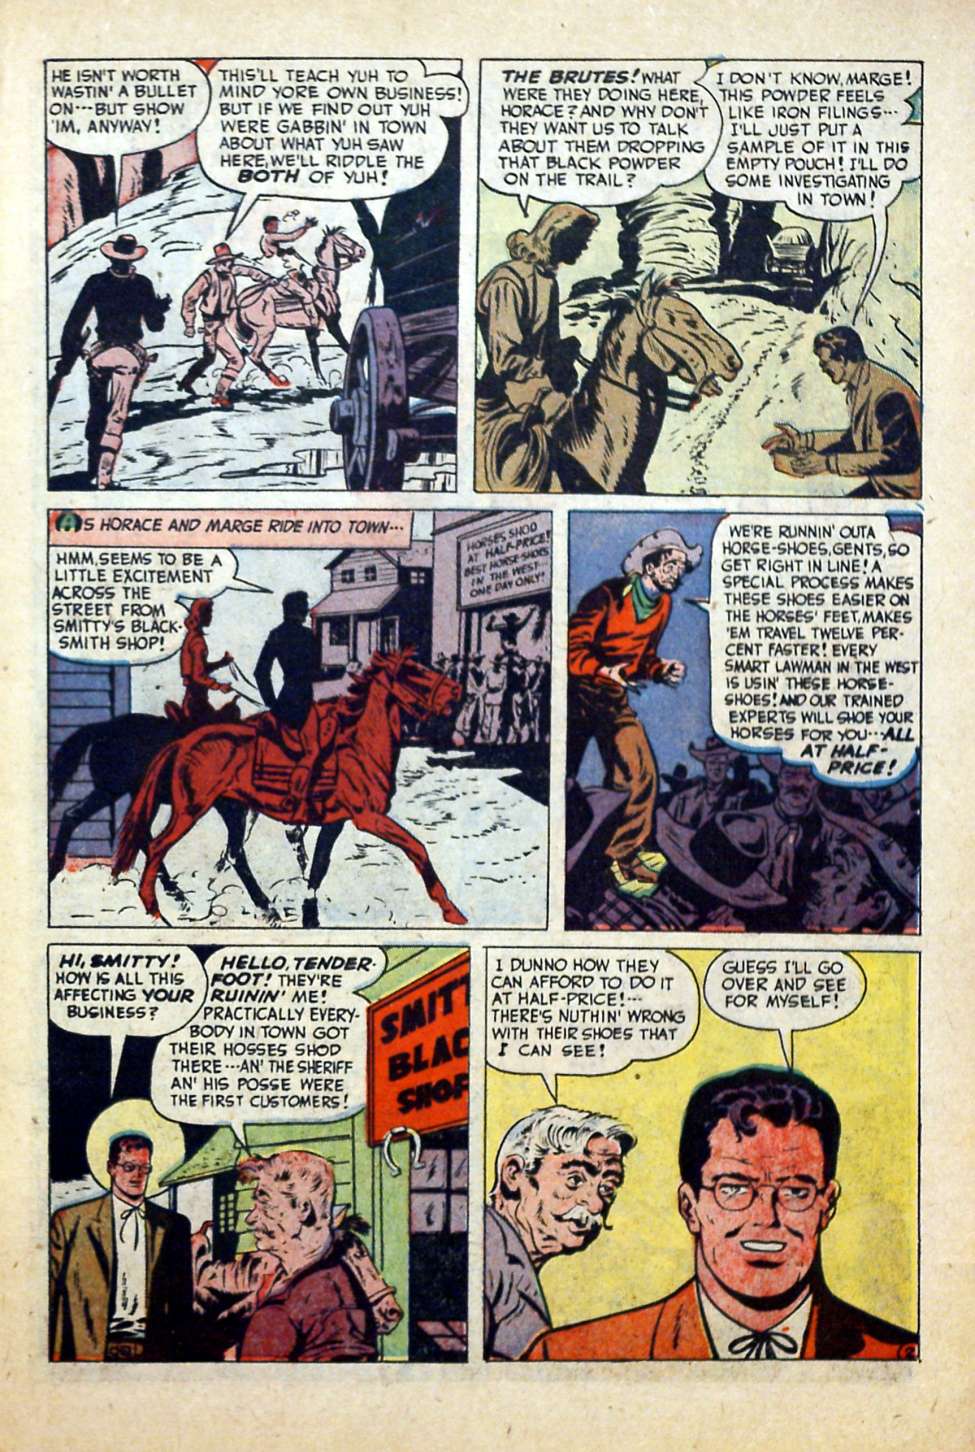 HE ISN'T WORTH
WASTIN' A BULLET
ON---BUT SHOW
'IM, ANYWAY!
THIS'LL TEACH YUH TO
MIND YORE OWN BUSINESS!
BUT IF WE FIND OUT YUH
WERE GABBIN' IN TOWN
ABOUT WHAT YUH SAW
HERE, WE'LL RIDDLE THE
BOTH OF YUH!
THE BRUTES! WHAT
WERE THEY DOING HERE,
HORACE? AND WHY DON'T
THEY WANT US TO TALK
ABOUT THEM DROPPING
THAT BLACK POWDER
ON THE TRAIL?
I DON'T KNOW, MARGE!
THIS POWDER FEELS
LIKE IRON FILINGS---
I'LL JUST PUT A
SAMPLE OF IT IN THIS
EMPTY POUCH! I'LL DO
SOME INVESTIGATING
IN TOWN!
AS HORACE AND MARGE RIDE INTO TOWN---
HMM, SEEMS TO BE A
LITTLE EXCITEMENT
ACROSS THE
STREET FROM
SMITTY'S BLACK-
SMITH SHOP!
HORSES SHOD
AT HALF-PRICE!
BEST HORSE-SHOES
IN THE WEST
ONE DAY ONLY!
WE'RE RUNNIN' OUTA
HORSE-SHOES, GENTS, SO
GET RIGHT IN LINE! A
SPECIAL PROCESS MAKES
THESE SHOES EASIER ON
THE HORSES' FEET, MAKES
'EM TRAVEL TWELVE PER-
CENT FASTER! EVERY
SMART LAWMAN IN THE WEST
IS USIN' THESE HORSE-
SHOES! AND OUR TRAINED
EXPERTS WILL SHOE YOUR
HORSES FOR YOU---ALL
AT HALF-
PRICE!
HI, SMITTY!
HOW IS ALL THIS
AFFECTING YOUR
BUSINESS?
HELLO, TENDER-
FOOT! THEY'RE
RUININ' ME!
PRACTICALLY EVERY-
BODY IN TOWN GOT
THEIR HOSSES SHOD
THERE---AN' THE SHERIFF
AN' HIS POSSE WERE
THE FIRST CUSTOMERS!
SMITT
BLAC
SHOP
I DUNNO HOW THEY
CAN AFFORD TO DO IT
AT HALF-PRICE!---
THERE'S NUTHIN' WRONG
WITH THEIR SHOES THAT
I CAN SEE!
GUESS I'LL GO
OVER AND SEE
FOR MYSELF!
2